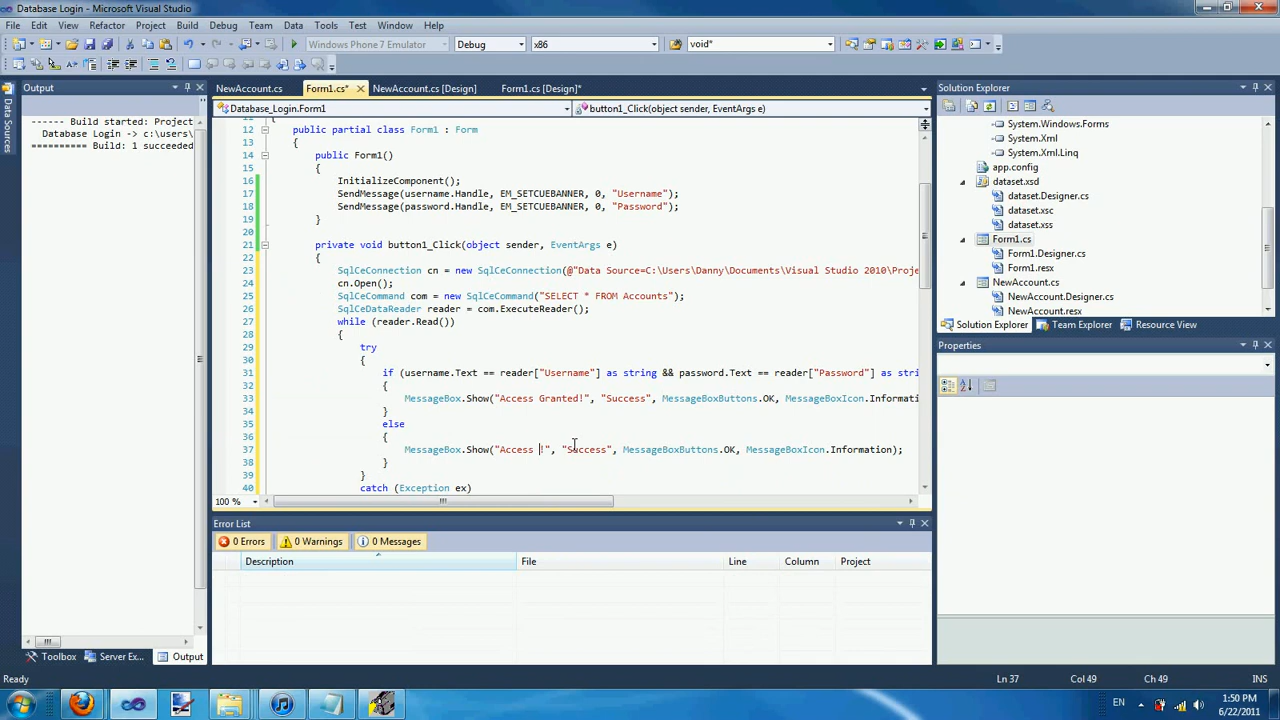 Database Login - Microsoft Visual Studio
File Edit View Refactor Project Build Debug Team Data Tools Test Window Help
Windows Phone 7 Emulator Debug x86 void*
Output
Data Sources
------ Build started: Project
Database Login -> c:\users\
========== Build: 1 succeeded
NewAccount.cs Form1.cs* NewAccount.cs [Design] Form1.cs [Design]*
Database_Login.Form1 button1_Click(object sender, EventArgs e)
11 {
12 public partial class Form1 : Form
13 {
14 public Form1()
15 {
16 InitializeComponent();
17 SendMessage(username.Handle, EM_SETCUEBANNER, 0, "Username");
18 SendMessage(password.Handle, EM_SETCUEBANNER, 0, "Password");
19 }
20
21 private void button1_Click(object sender, EventArgs e)
22 {
23 SqlCeConnection cn = new SqlCeConnection(@"Data Source=C:\Users\Danny\Documents\Visual Studio 2010\Proje
24 cn.Open();
25 SqlCeCommand com = new SqlCeCommand("SELECT * FROM Accounts");
26 SqlCeDataReader reader = com.ExecuteReader();
27 while (reader.Read())
28 {
29 try
30 {
31 if (username.Text == reader["Username"] as string && password.Text == reader["Password"] as strin
32 {
33 MessageBox.Show("Access Granted!", "Success", MessageBoxButtons.OK, MessageBoxIcon.Informati
34 }
35 else
36 {
37 MessageBox.Show("Access !", "Success", MessageBoxButtons.OK, MessageBoxIcon.Information);
38 }
39 }
40 catch (Exception ex)
100 %
Solution Explorer
System.Windows.Forms
System.Xml
System.Xml.Linq
app.config
dataset.xsd
dataset.Designer.cs
dataset.xsc
dataset.xss
Form1.cs
Form1.Designer.cs
Form1.resx
NewAccount.cs
NewAccount.Designer.cs
NewAccount.resx
Solution Explorer Team Explorer Resource View
Properties
Error List
0 Errors 0 Warnings 0 Messages
Description File Line Column Project
Toolbox Server Ex... Output
Ready Ln 37 Col 49 Ch 49 INS
EN 1:50 PM
6/22/2011